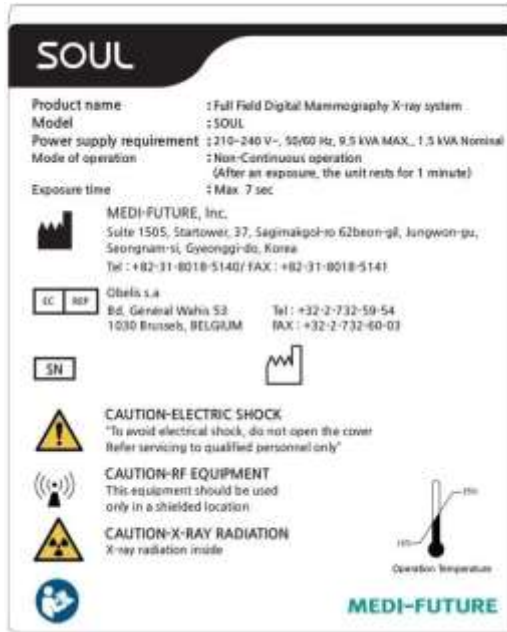 SOUL
Product name : Full Field Digital Mammography X-ray system
Model : SOUL
Power supply requirement : 210~240 V~, 50/60 Hz, 9.5 kVA MAX., 1.5 kVA Nominal
Mode of operation : Non-Continuous operation
(After an exposure, the unit rests for 1 minute)
Exposure time : Max 7 sec
MEDI-FUTURE, Inc.
Suite 1505, Startower, 37, Sagimakgol-ro 62beon-gil, Jungwon-gu,
Seongnam-si, Gyeonggi-do, Korea
Tel : +82-31-8018-5140/ FAX : +82-31-8018-5141
EC REP
Obelis s.a
Bd, General Wahis 53 Tel : +32-2-732-59-54
1030 Brussels, BELGIUM FAX : +32-2-732-60-03
SN
CAUTION-ELECTRIC SHOCK
"To avoid electrical shock, do not open the cover
Refer servicing to qualified personnel only"
CAUTION-RF EQUIPMENT
This equipment should be used
only in a shielded location
CAUTION-X-RAY RADIATION
X-ray radiation inside
Operation Temperature
MEDI-FUTURE